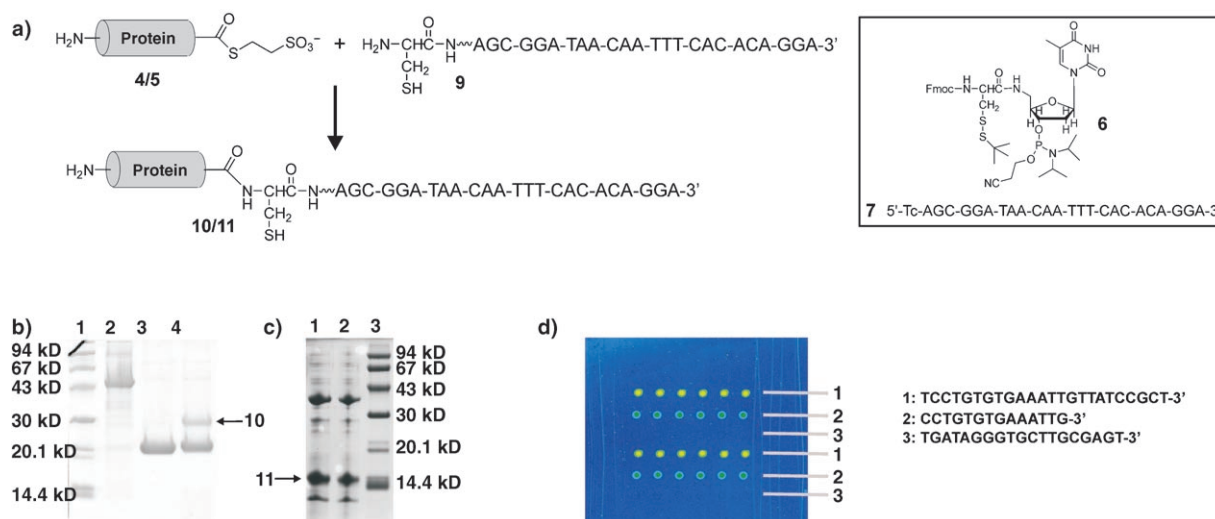 a)
H₂N Protein O S SO₃⁻ + H₂N O N H CH₂ SH AGC-GGA-TAA-CAA-TTT-CAC-ACA-GGA-3’
4/5 9
H₂N Protein O H N O N H CH₂ SH AGC-GGA-TAA-CAA-TTT-CAC-ACA-GGA-3’
10/11
O NH N O
Fmoc H N O H N O H H H H
S S O P O N
NC
6
7 5’-Tc-AGC-GGA-TAA-CAA-TTT-CAC-ACA-GGA-3
b) 1 2 3 4
94 kD
67 kD
43 kD
30 kD
20.1 kD
14.4 kD
10
c) 1 2 3
94 kD
67 kD
43 kD
30 kD
20.1 kD
14.4 kD
11
d)
1
2
3
1
2
3
1: TCCTGTGTGAAATTGTTATCCGCT-3’
2: CCTGTGTGAAATTG-3’
3: TGATAGGGTGCTTGCGAGT-3’